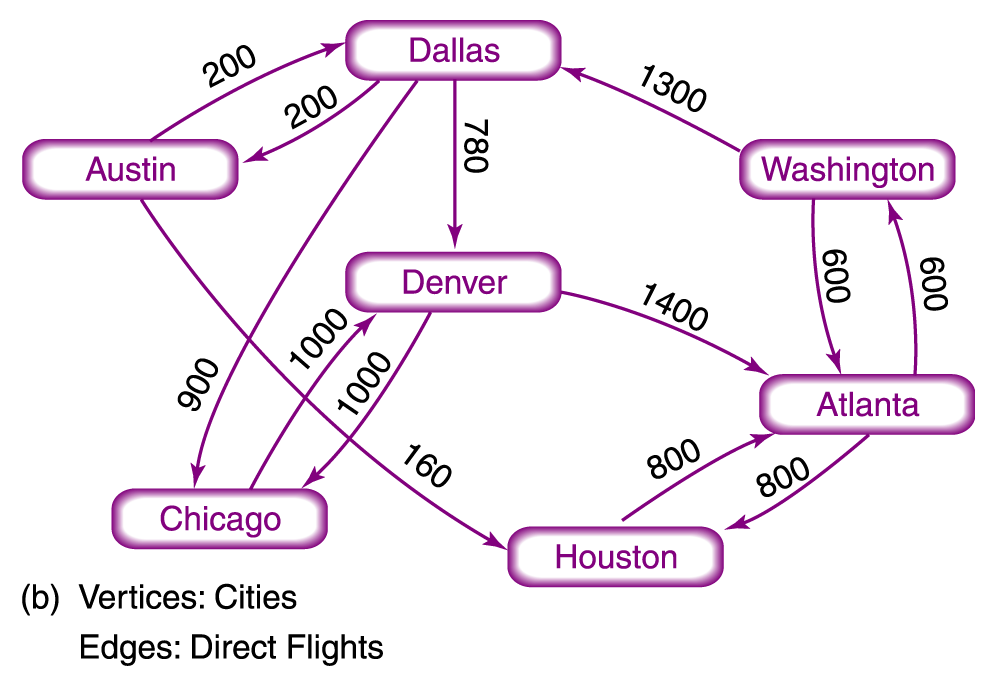 Dallas
200
200
1300
780
Austin
Washington
600
600
Denver
1400
1000
1000
900
Atlanta
160
800
800
Chicago
Houston
(b) Vertices: Cities
Edges: Direct Flights